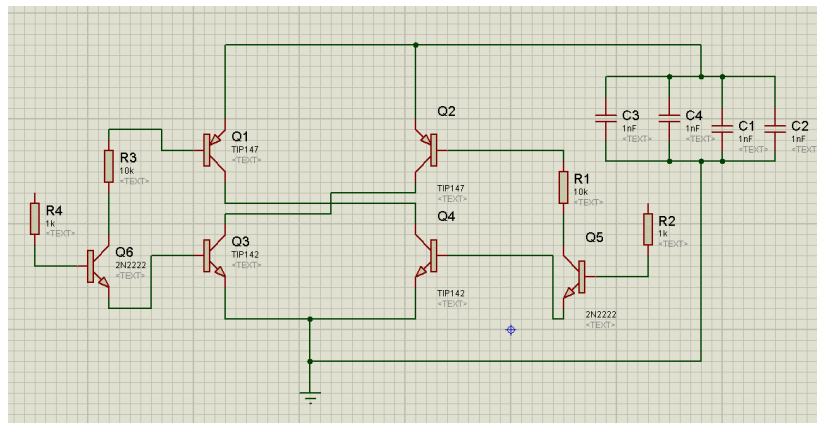 Q2
C3
1nF
<TEXT>
C4
1nF
<TEXT>
C1
1nF
<TEXT>
C2
1nF
<TEXT>
Q1
TIP147
<TEXT>
R3
10k
<TEXT>
TIP147
<TEXT>
R1
10k
<TEXT>
R4
1k
<TEXT>
Q4
R2
1k
<TEXT>
Q6
2N2222
<TEXT>
Q3
TIP142
<TEXT>
Q5
TIP142
<TEXT>
2N2222
<TEXT>